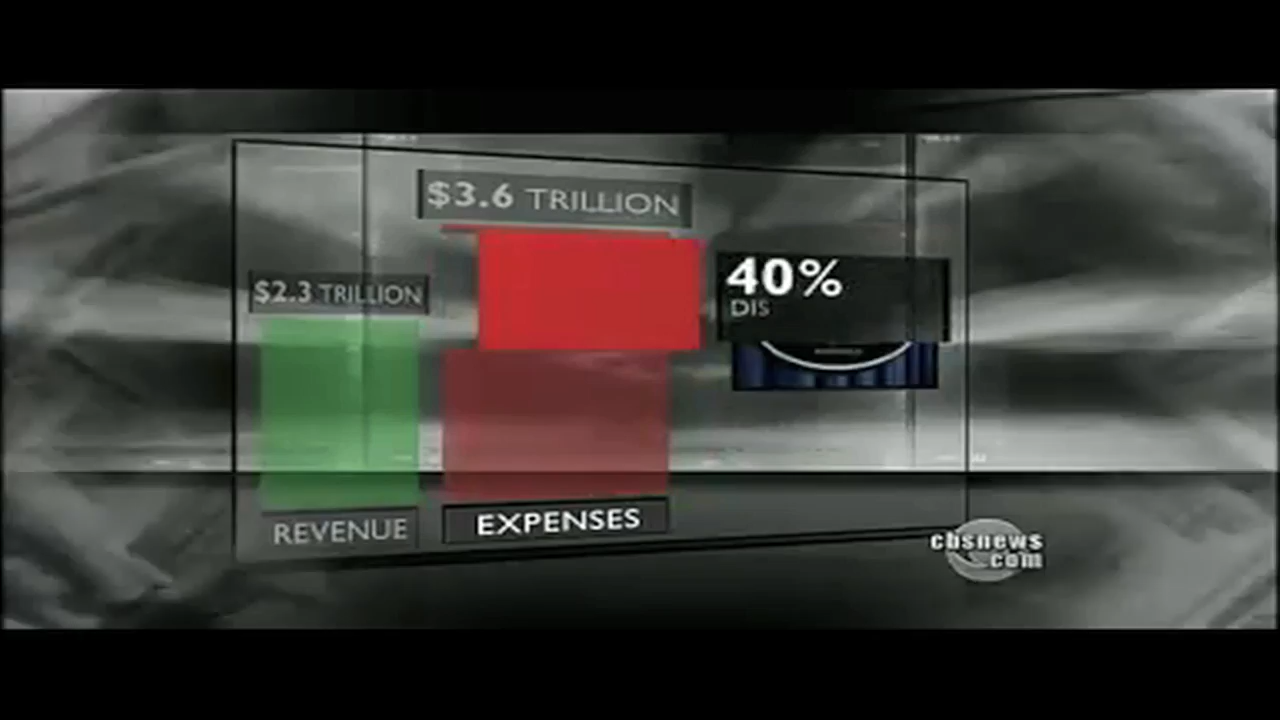 $3.6 TRILLION
$2.3 TRILLION
40%
DIS
REVENUE
EXPENSES
cbsnews
com